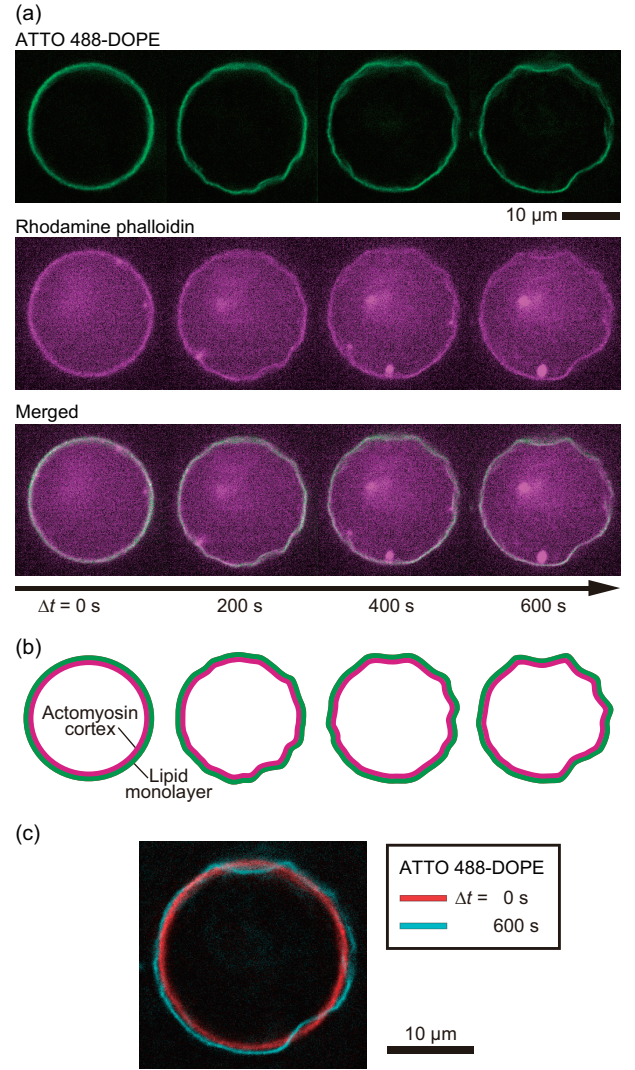 (a)
ATTO 488-DOPE
10 μm
Rhodamine phalloidin
Merged
Δt = 0 s 200 s 400 s 600 s
(b)
Actomyosin
cortex
Lipid
monolayer
(c)
ATTO 488-DOPE
Δt = 0 s
600 s
10 μm